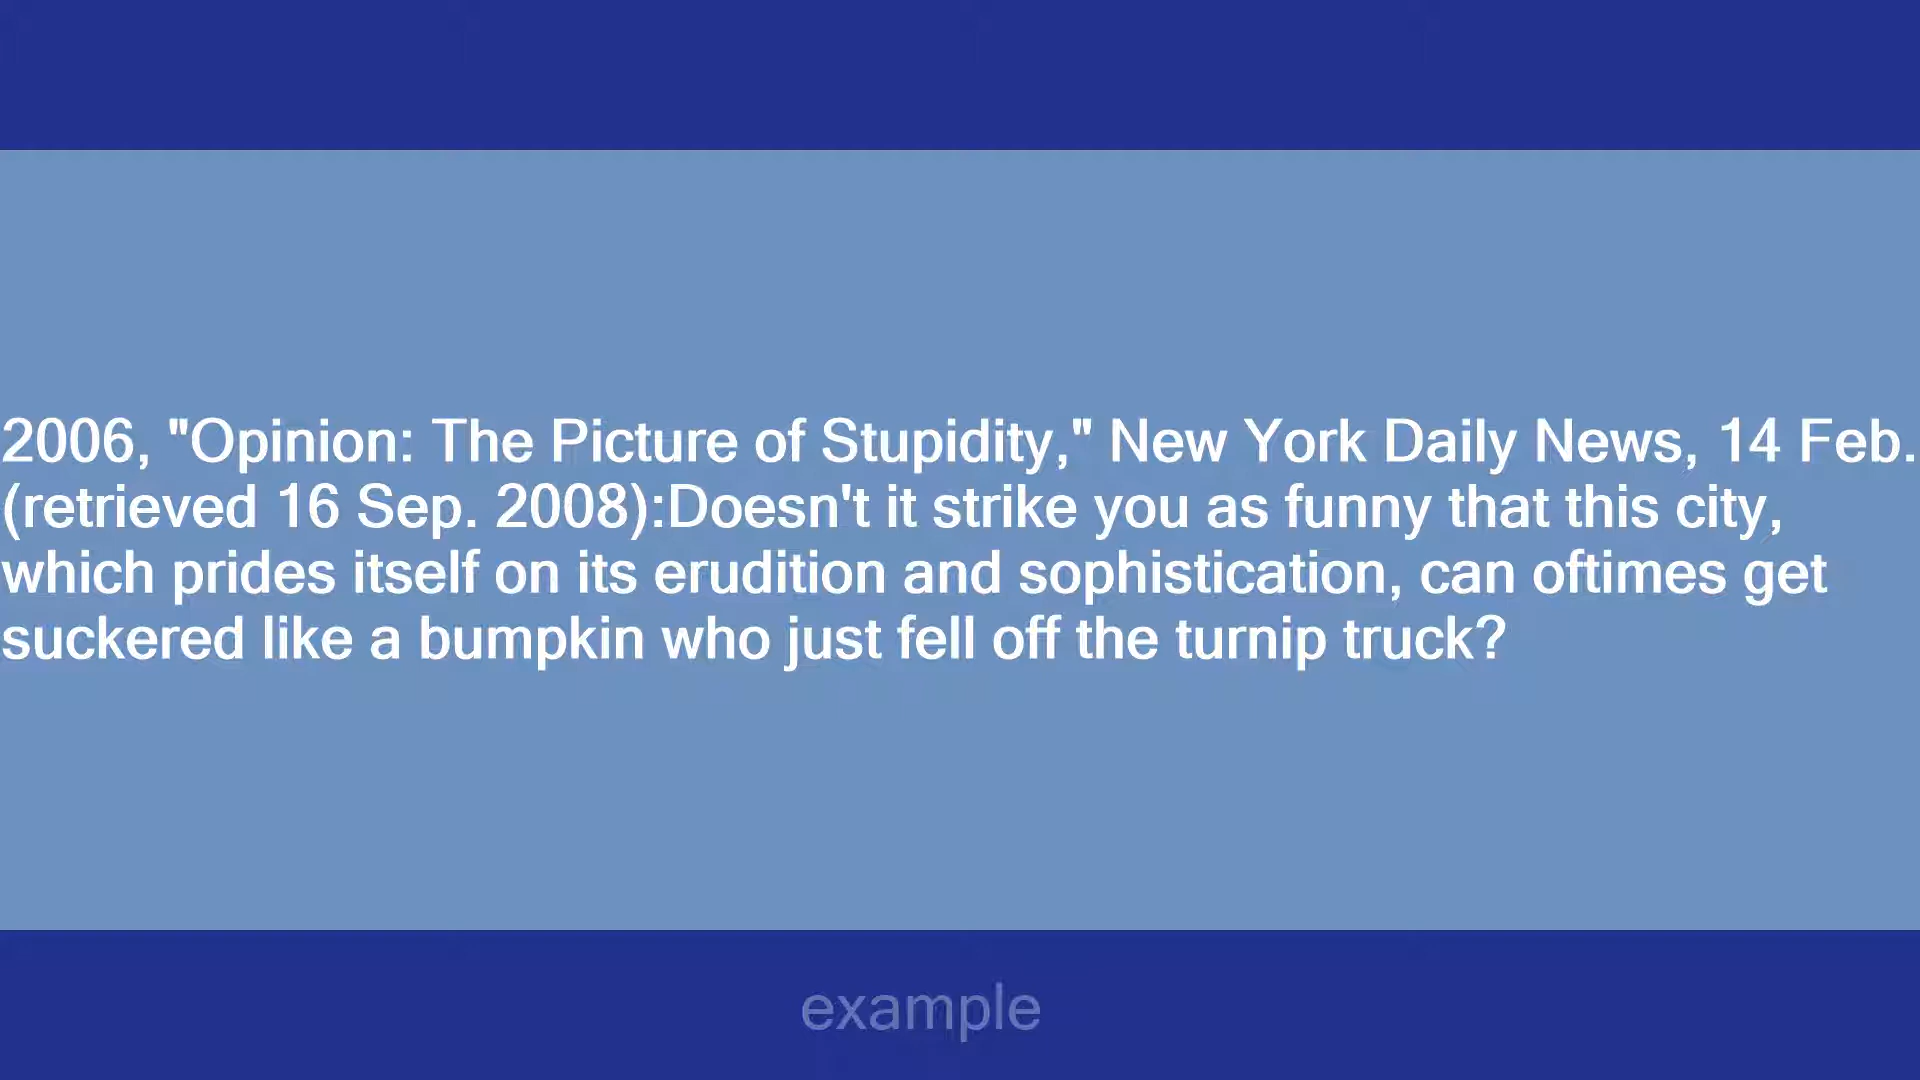 2006, "Opinion: The Picture of Stupidity," New York Daily News, 14 Feb.
(retrieved 16 Sep. 2008):Doesn't it strike you as funny that this city,
which prides itself on its erudition and sophistication, can oftimes get
suckered like a bumpkin who just fell off the turnip truck?
example